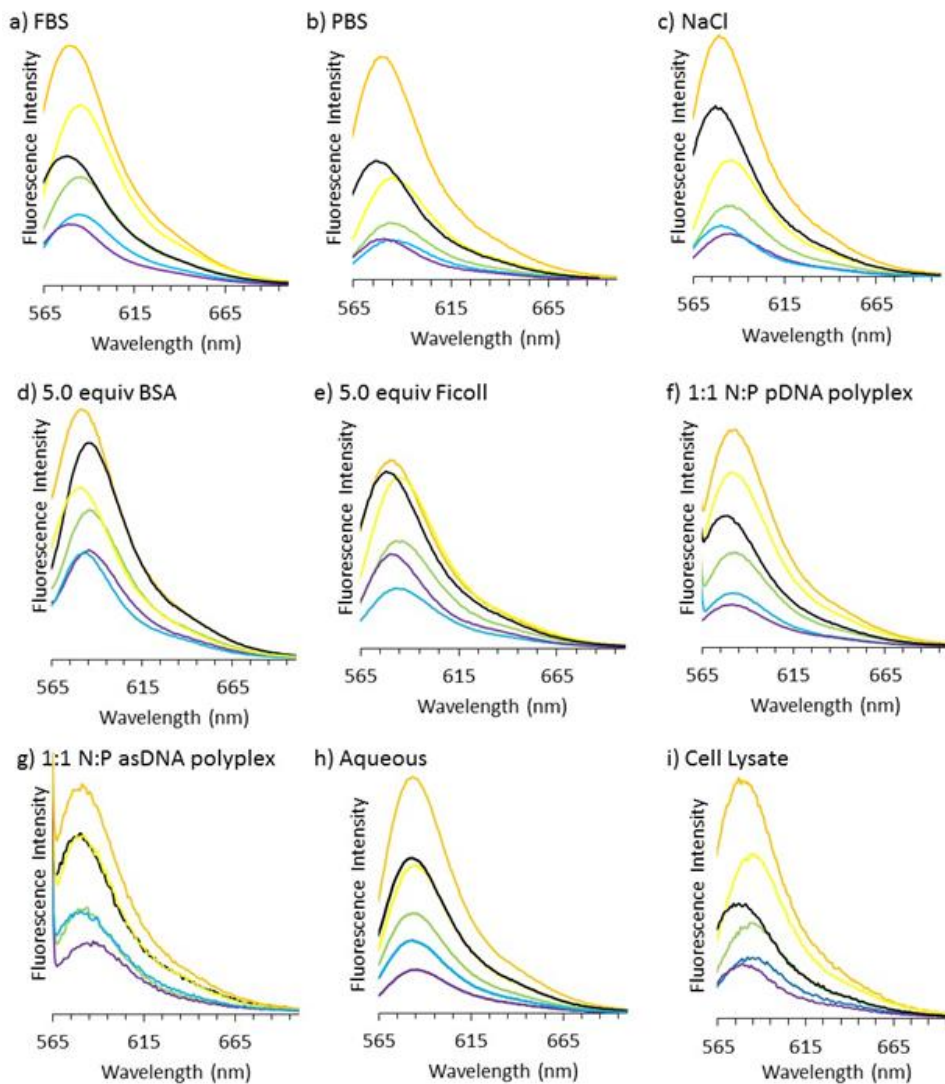 a) FBS
b) PBS
c) NaCl
Fluorescence Intensity
Fluorescence Intensity
Fluorescence Intensity
565 615 665
565 615 665
565 615 665
Wavelength (nm)
Wavelength (nm)
Wavelength (nm)
d) 5.0 equiv BSA
e) 5.0 equiv Ficoll
f) 1:1 N:P pDNA polyplex
Fluorescence Intensity
Fluorescence Intensity
Fluorescence Intensity
565 615 665
565 615 665
565 615 665
Wavelength (nm)
Wavelength (nm)
Wavelength (nm)
g) 1:1 N:P asDNA polyplex
h) Aqueous
i) Cell Lysate
Fluorescence Intensity
Fluorescence Intensity
Fluorescence Intensity
565 615 665
565 615 665
565 615 665
Wavelength (nm)
Wavelength (nm)
Wavelength (nm)